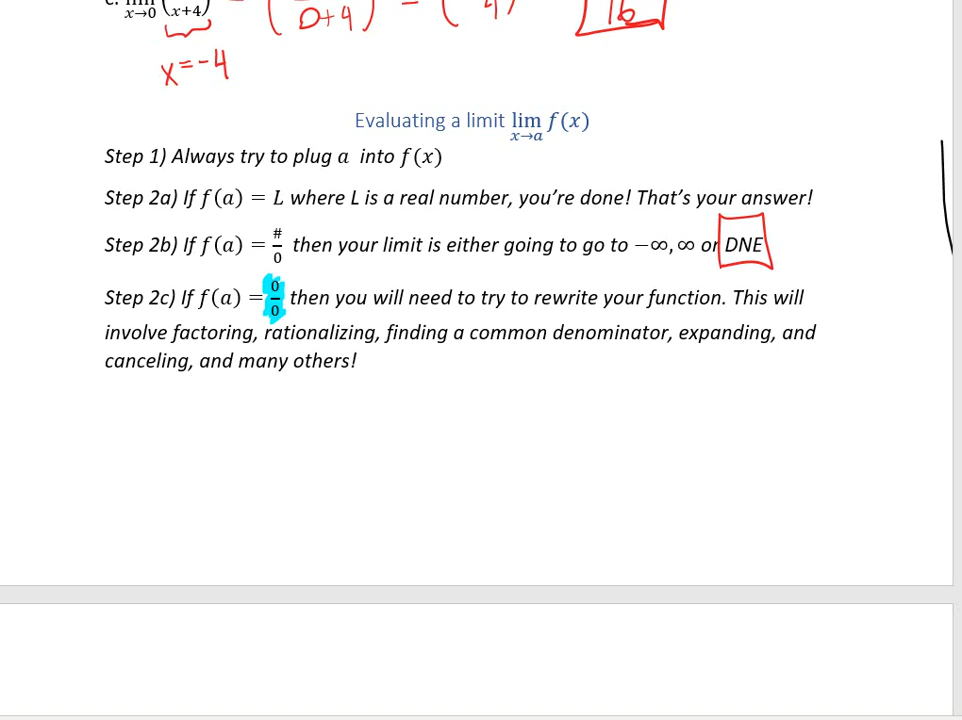 x→0 (x+4)
0+4
4
16
x=-4
Evaluating a limit lim f(x)
x→a
Step 1) Always try to plug a into f(x)
Step 2a) If f(a) = L where L is a real number, you're done! That's your answer!
Step 2b) If f(a) = #/0 then your limit is either going to go to −∞, ∞ or DNE
Step 2c) If f(a) = 0/0 then you will need to try to rewrite your function. This will
involve factoring, rationalizing, finding a common denominator, expanding, and
canceling, and many others!